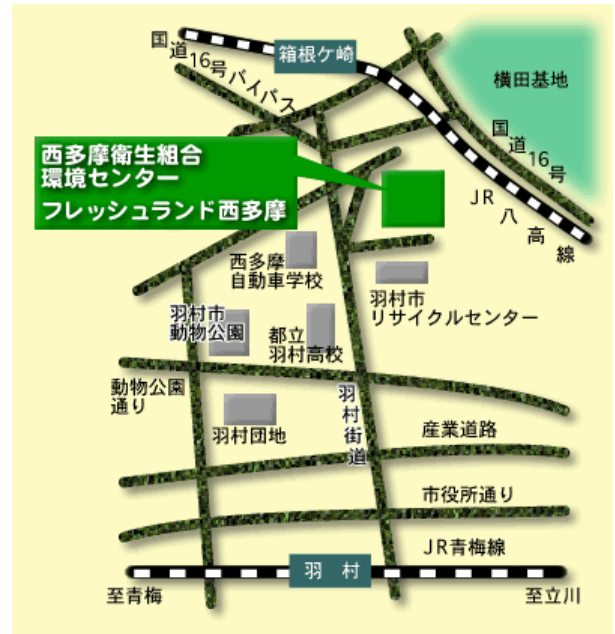 国道16号バイパス
箱根ケ崎
横田基地
国道16号
JR八高線
西多摩衛生組合
環境センター
フレッシュランド西多摩
西多摩
自動車学校
羽村市
リサイクルセンター
羽村市
動物公園
都立
羽村高校
動物公園
通り
羽村団地
羽村街道
産業道路
市役所通り
JR青梅線
羽村
至青梅
至立川